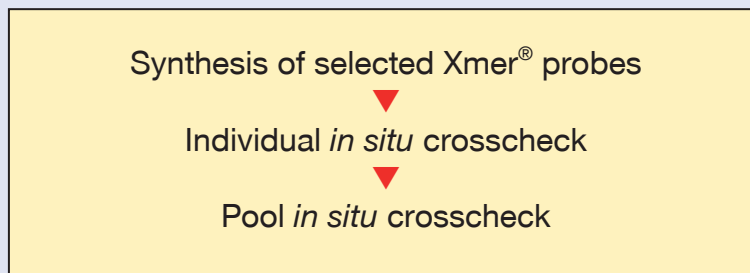 Synthesis of selected Xmer® probes
Individual in situ crosscheck
Pool in situ crosscheck